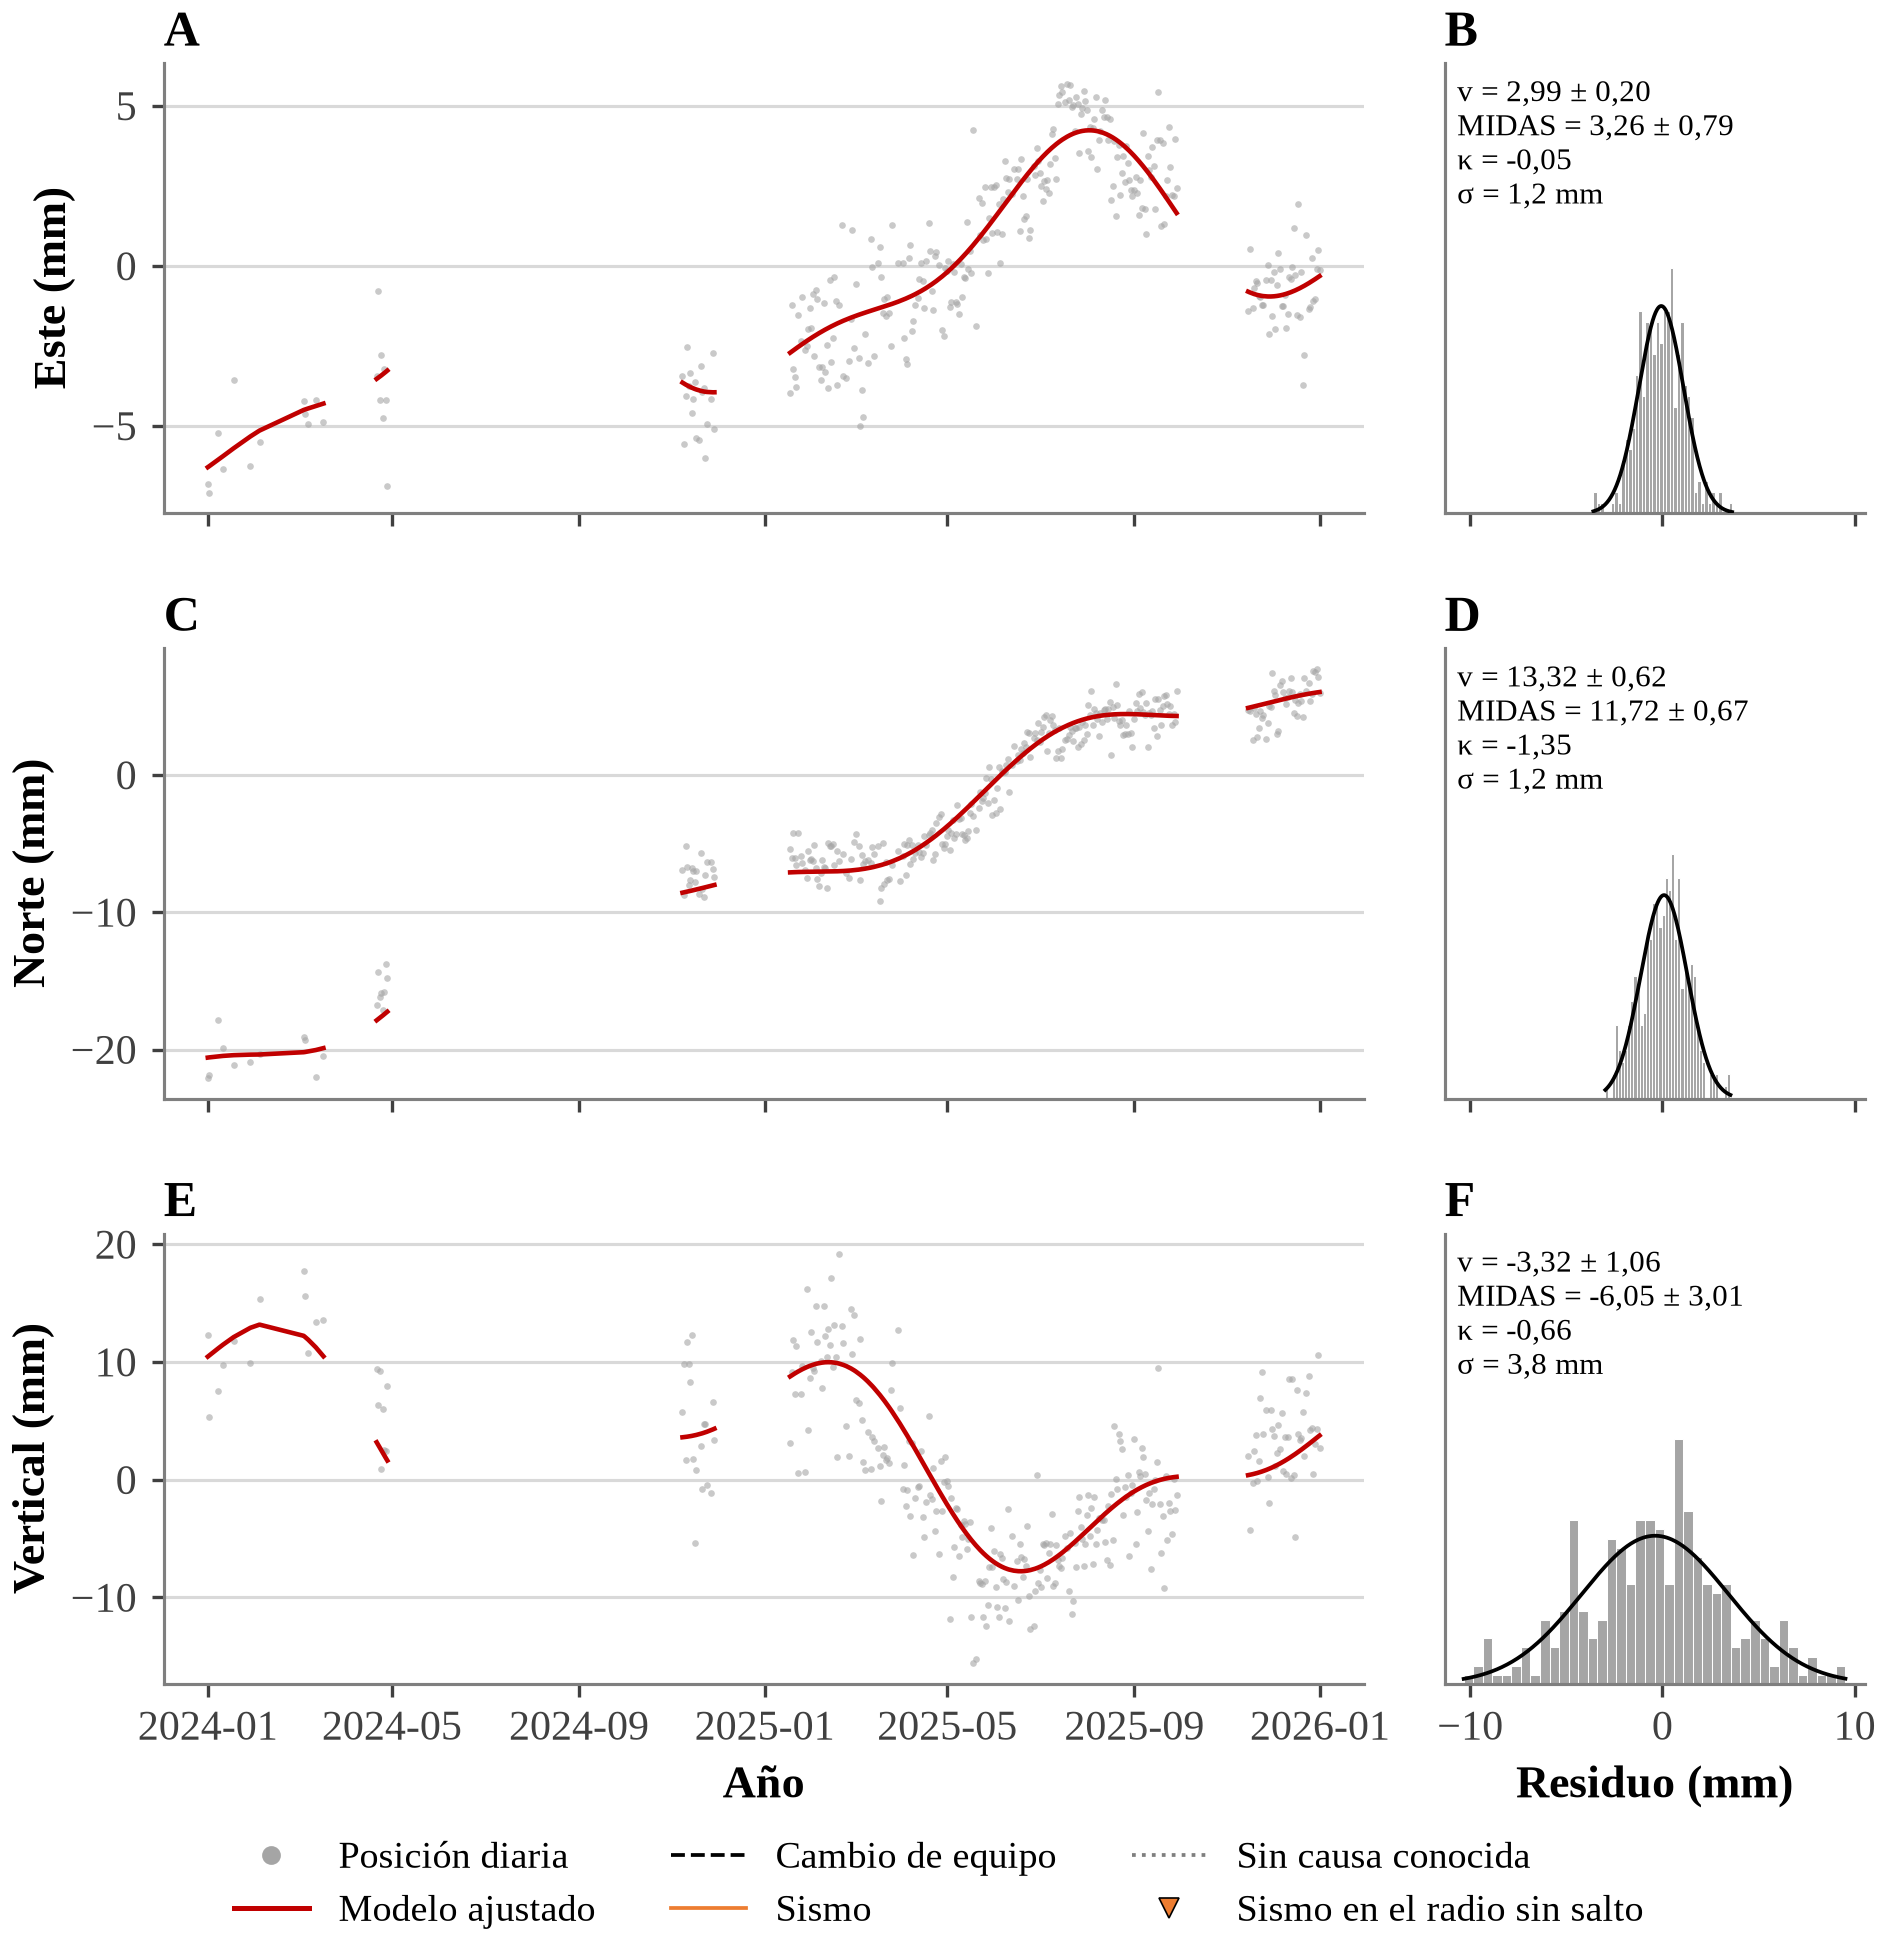 A
B
5
0
−5
Este (mm)
v = 2,99 ± 0,20
MIDAS = 3,26 ± 0,79
κ = -0,05
σ = 1,2 mm
C
D
0
−10
−20
Norte (mm)
v = 13,32 ± 0,62
MIDAS = 11,72 ± 0,67
κ = -1,35
σ = 1,2 mm
E
F
20
10
0
−10
Vertical (mm)
v = -3,32 ± 1,06
MIDAS = -6,05 ± 3,01
κ = -0,66
σ = 3,8 mm
2024-01 2024-05 2024-09 2025-01 2025-05 2025-09 2026-01
−10 0 10
Año
Residuo (mm)
Posición diaria
Cambio de equipo
Sin causa conocida
Modelo ajustado
Sismo
Sismo en el radio sin salto